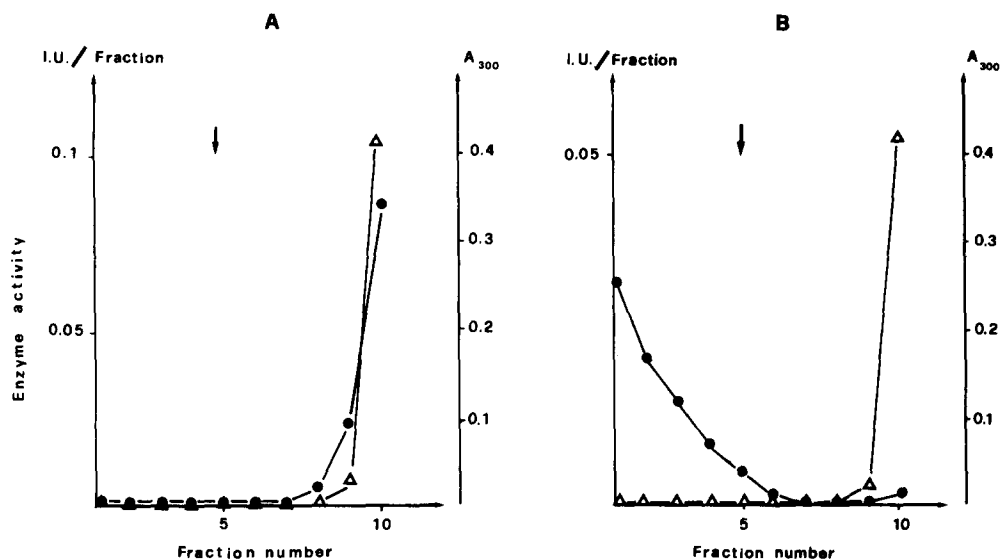 A
I.U. / Fraction
A300
0.1
0.05
0.4
0.3
0.2
0.1
Enzyme activity
5
10
Fraction number
B
I.U. / Fraction
A300
0.05
0.4
0.3
0.2
0.1
5
10
Fraction number